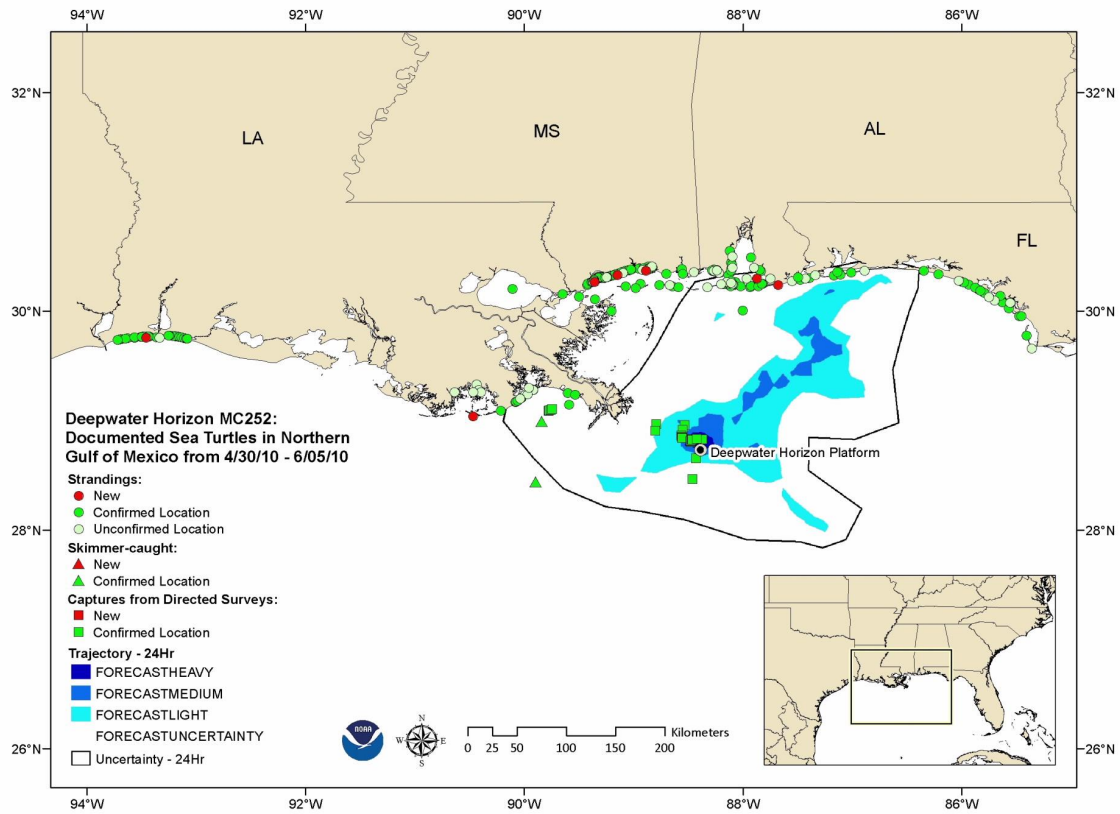 94°W 92°W 90°W 88°W 86°W
32°N 32°N
LA MS AL
FL
30°N 30°N
Deepwater Horizon Platform
28°N 28°N
26°N 26°N
Deepwater Horizon MC252:
Documented Sea Turtles in Northern
Gulf of Mexico from 4/30/10 - 6/05/10
Strandings:
New
Confirmed Location
Unconfirmed Location
Skimmer-caught:
New
Confirmed Location
Captures from Directed Surveys:
New
Confirmed Location
Trajectory - 24Hr
FORECASTHEAVY
FORECASTMEDIUM
FORECASTLIGHT
FORECASTUNCERTAINTY
Uncertainty - 24Hr
NOAA
N
W E
S
Kilometers
0 25 50 100 150 200
94°W 92°W 90°W 88°W 86°W